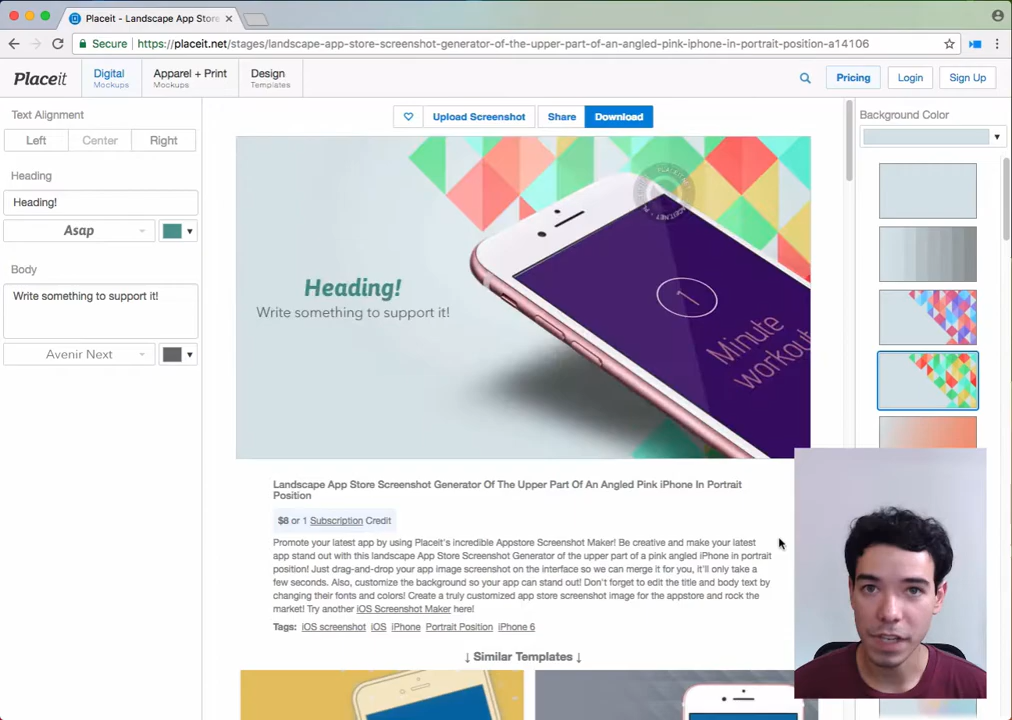 Placeit - Landscape App Store
Secure https://placeit.net/stages/landscape-app-store-screenshot-generator-of-the-upper-part-of-an-angled-pink-iphone-in-portrait-position-a14106
Placeit
Digital
Mockups
Apparel + Print
Mockups
Design
Templates
Pricing
Login
Sign Up
Text Alignment
Left
Center
Right
Heading
Heading!
Asap
Body
Write something to support it!
Avenir Next
Upload Screenshot
Share
Download
Heading!
Write something to support it!
1
Minute
workout
Landscape App Store Screenshot Generator Of The Upper Part Of An Angled Pink iPhone In Portrait
Position
$8 or 1 Subscription Credit
Promote your latest app by using Placeit's incredible Appstore Screenshot Maker! Be creative and make your latest
app stand out with this landscape App Store Screenshot Generator of the upper part of a pink angled iPhone in portrait
position! Just drag-and-drop your app image screenshot on the interface so we can merge it for you, it'll only take a
few seconds. Also, customize the background so your app can stand out! Don't forget to edit the title and body text by
changing their fonts and colors! Create a truly customized app store screenshot image for the appstore and rock the
market! Try another iOS Screenshot Maker here!
Tags: iOS screenshot iOS iPhone Portrait Position iPhone 6
↓ Similar Templates ↓
Background Color